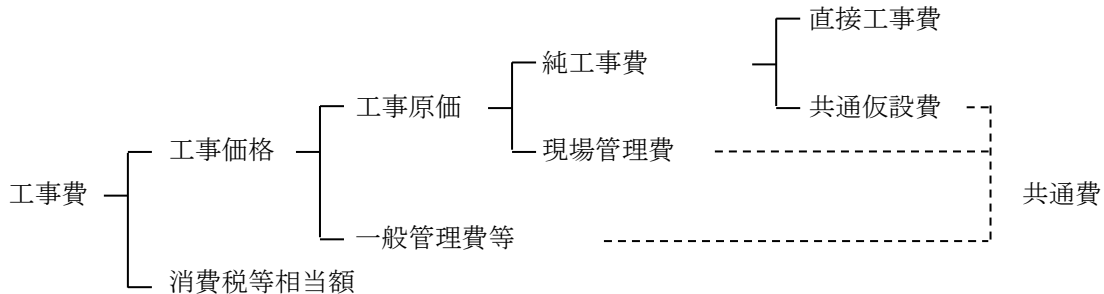 直接工事費
純工事費
工事原価
共通仮設費
工事価格
現場管理費
工事費
共通費
一般管理費等
消費税等相当額